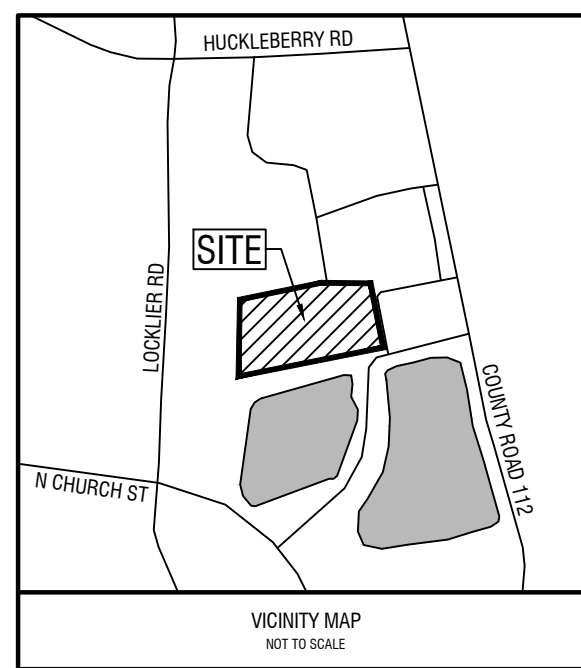 HUCKLEBERRY RD
SITE
LOCKLIER RD
COUNTY ROAD 112
N CHURCH ST
VICINITY MAP
NOT TO SCALE